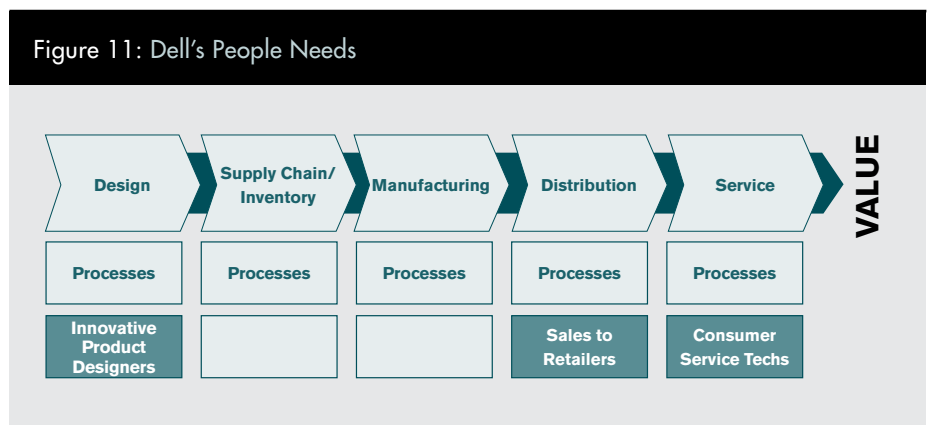 Figure 11: Dell's People Needs
Design
Supply Chain/
Inventory
Manufacturing
Distribution
Service
VALUE
Processes
Processes
Processes
Processes
Processes
Innovative
Product
Designers
Sales to
Retailers
Consumer
Service Techs